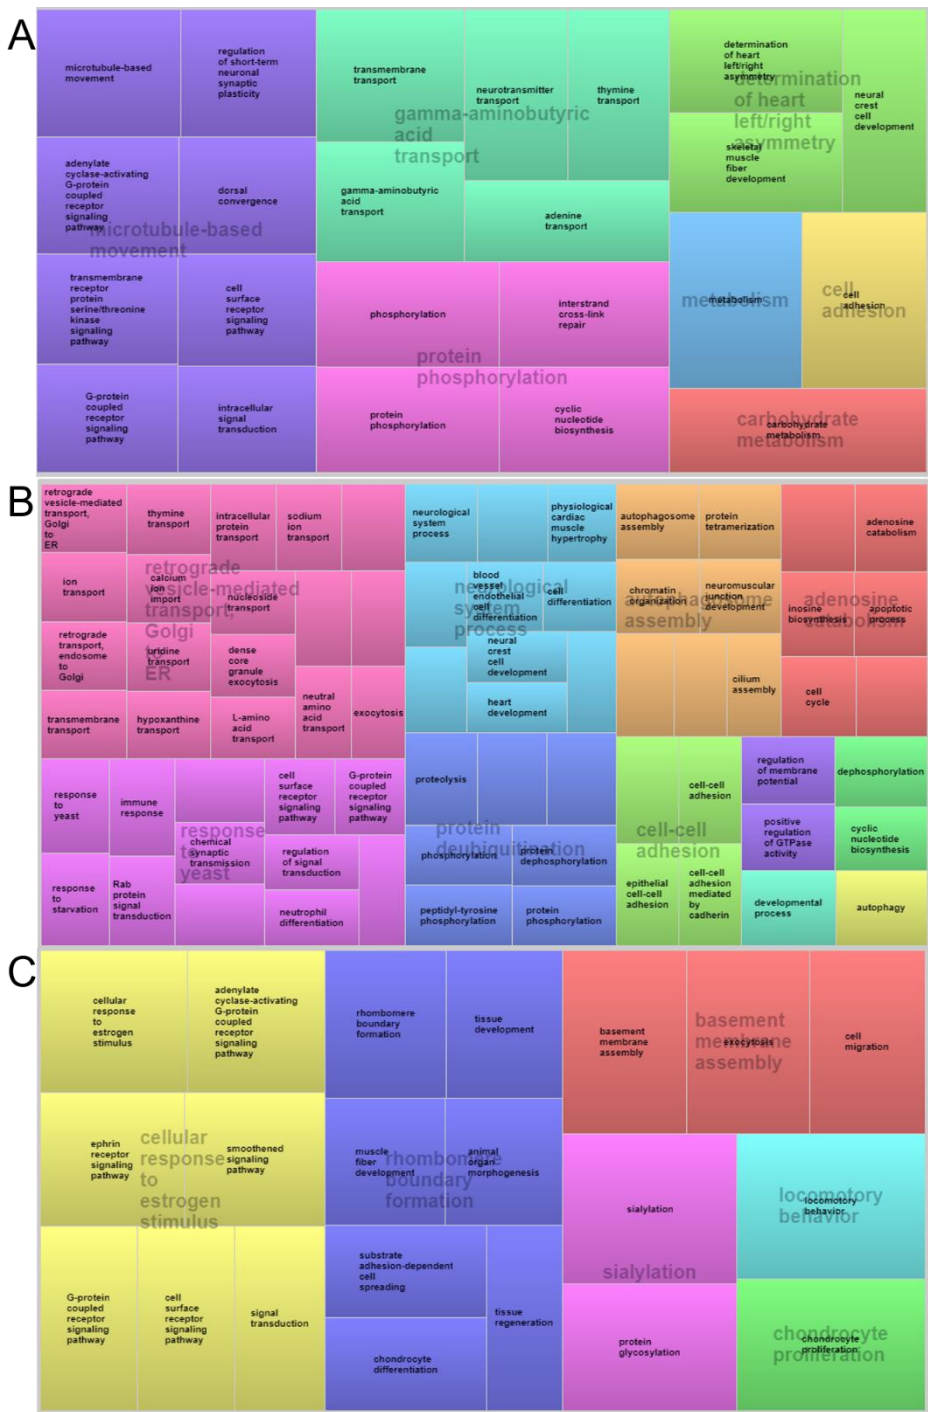 A
microtubule-based
movement
regulation
of short-term
neuronal
synaptic
plasticity
adenylate
cyclase-activating
G-protein
coupled
receptor
signaling
pathway
dorsal
convergence
microtubule-based
movement
transmembrane
receptor
protein
serine/threonine
kinase
signaling
pathway
cell
surface
receptor
signaling
pathway
G-protein
coupled
receptor
signaling
pathway
intracellular
signal
transduction
transmembrane
transport
neurotransmitter
transport
thymine
transport
gamma-aminobutyric
acid
transport
gamma-aminobutyric
acid
transport
adenine
transport
phosphorylation
interstrand
cross-link
repair
protein
phosphorylation
protein
phosphorylation
cyclic
nucleotide
biosynthesis
determination
of heart
left/right
asymmetry
determination
of heart
left/right
asymmetry
neural
crest
cell
development
skeletal
muscle
fiber
development
metabolism
metabolism
cell
adhesion
cell
adhesion
carbohydrate
metabolism
carbohydrate
metabolism
B
retrograde
vesicle-mediated
transport,
Golgi
to
ER
thymine
transport
intracellular
protein
transport
sodium
ion
transport
retrograde
vesicle-mediated
transport,
Golgi
to
ER
ion
transport
calcium
ion
import
nucleoside
transport
retrograde
transport,
endosome
to
Golgi
uridine
transport
dense
core
granule
exocytosis
neutral
amino
acid
transport
exocytosis
transmembrane
transport
hypoxanthine
transport
L-amino
acid
transport
response
to
yeast
immune
response
cell
surface
receptor
signaling
pathway
G-protein
coupled
receptor
signaling
pathway
response
to
yeast
chemical
synaptic
transmission
regulation
of signal
transduction
response
to
starvation
Rab
protein
signal
transduction
neutrophil
differentiation
neurological
system
process
physiological
cardiac
muscle
hypertrophy
neurological
system
process
blood
vessel
endothelial
cell
differentiation
cell
differentiation
neural
crest
cell
development
heart
development
proteolysis
protein
deubiquitination
phosphorylation
protein
dephosphorylation
peptidyl-tyrosine
phosphorylation
protein
phosphorylation
autophagosome
assembly
protein
tetramerization
autophagosome
assembly
chromatin
organization
neuromuscular
junction
development
cilium
assembly
adenosine
catabolism
adenosine
catabolism
inosine
biosynthesis
apoptotic
process
cell
cycle
cell-cell
adhesion
cell-cell
adhesion
epithelial
cell-cell
adhesion
cell-cell
adhesion
mediated
by
cadherin
regulation
of membrane
potential
dephosphorylation
positive
regulation
of GTPase
activity
cyclic
nucleotide
biosynthesis
developmental
process
autophagy
C
cellular
response
to
estrogen
stimulus
adenylate
cyclase-activating
G-protein
coupled
receptor
signaling
pathway
cellular
response
to
estrogen
stimulus
ephrin
receptor
signaling
pathway
smoothened
signaling
pathway
G-protein
coupled
receptor
signaling
pathway
cell
surface
receptor
signaling
pathway
signal
transduction
rhombomere
boundary
formation
tissue
development
rhombomere
boundary
formation
muscle
fiber
development
animal
organ
morphogenesis
substrate
adhesion-dependent
cell
spreading
tissue
regeneration
chondrocyte
differentiation
basement
membrane
assembly
basement
membrane
assembly
exocytosis
cell
migration
sialylation
sialylation
protein
glycosylation
locomotory
behavior
locomotory
behavior
chondrocyte
proliferation
chondrocyte
proliferation